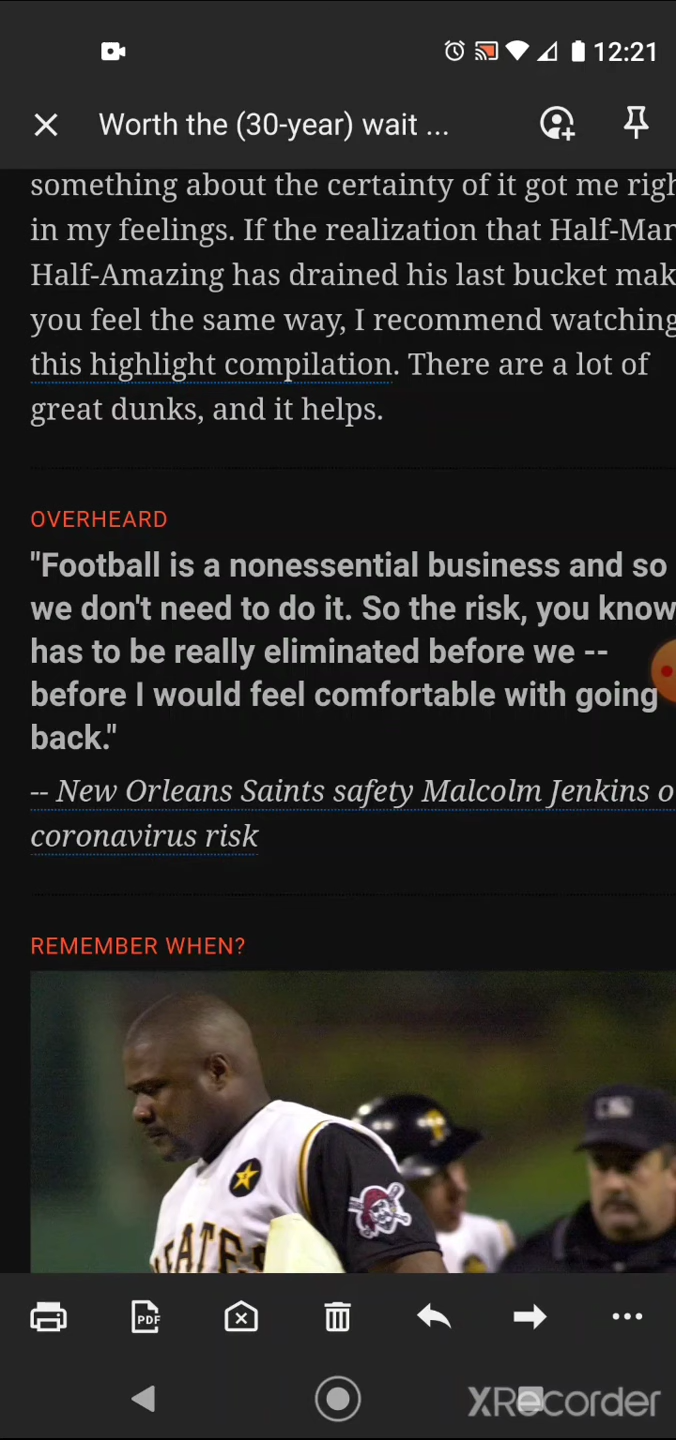 12:21
Worth the (30-year) wait ...
something about the certainty of it got me righ
in my feelings. If the realization that Half-Man
Half-Amazing has drained his last bucket mak
you feel the same way, I recommend watching
this highlight compilation. There are a lot of
great dunks, and it helps.
OVERHEARD
"Football is a nonessential business and so
we don't need to do it. So the risk, you know
has to be really eliminated before we --
before I would feel comfortable with going
back."
-- New Orleans Saints safety Malcolm Jenkins o
coronavirus risk
REMEMBER WHEN?
PDF
XRecorder